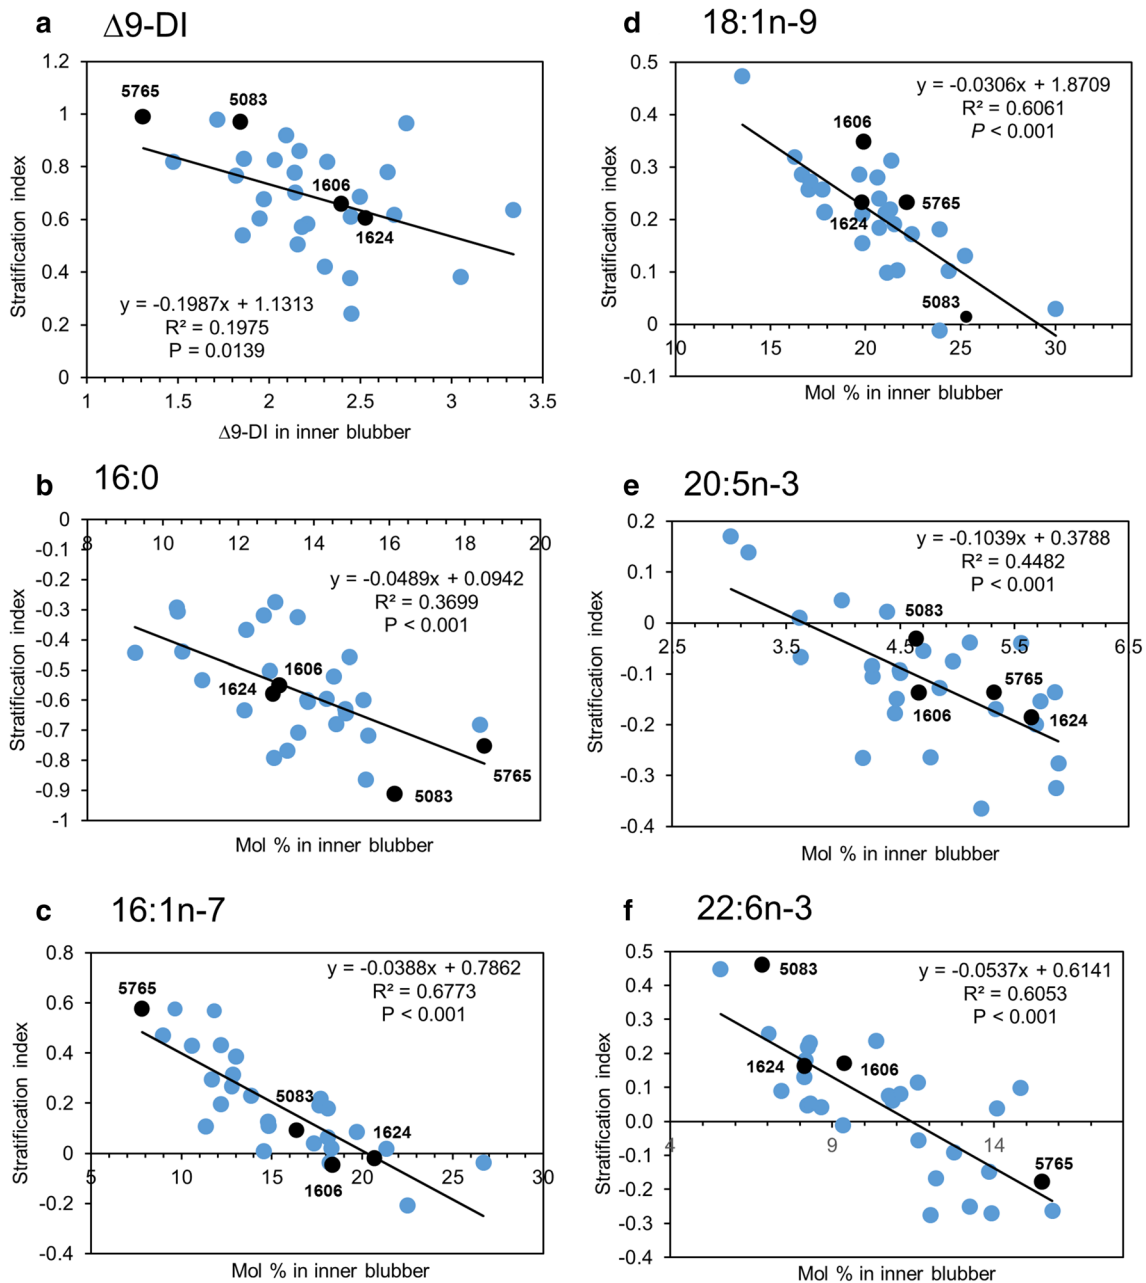 a Δ9-DI
Stratification index
1.2
1
0.8
0.6
0.4
0.2
0
5765
5083
1606
1624
y = -0.1987x + 1.1313
R² = 0.1975
P = 0.0139
1 1.5 2 2.5 3 3.5
Δ9-DI in inner blubber
b 16:0
Stratification index
0
-0.1
-0.2
-0.3
-0.4
-0.5
-0.6
-0.7
-0.8
-0.9
-1
8 10 12 14 16 18 20
y = -0.0489x + 0.0942
R² = 0.3699
P < 0.001
1606
1624
5765
5083
Mol % in inner blubber
c 16:1n-7
Stratification index
0.8
0.6
0.4
0.2
0
-0.2
-0.4
y = -0.0388x + 0.7862
R² = 0.6773
P < 0.001
5765
5083
1624
1606
5 10 15 20 25 30
Mol % in inner blubber
d 18:1n-9
Stratification index
0.5
0.4
0.3
0.2
0.1
0
-0.1
y = -0.0306x + 1.8709
R² = 0.6061
P < 0.001
1606
5765
1624
5083
10 15 20 25 30
Mol % in inner blubber
e 20:5n-3
Stratification index
0.2
0.1
0
-0.1
-0.2
-0.3
-0.4
y = -0.1039x + 0.3788
R² = 0.4482
P < 0.001
5083
2.5 3.5 4.5 5.5 6.5
5765
1606
1624
Mol % in inner blubber
f 22:6n-3
Stratification index
0.5
0.4
0.3
0.2
0.1
0.0
-0.1
-0.2
-0.3
-0.4
y = -0.0537x + 0.6141
R² = 0.6053
P < 0.001
5083
1624
1606
4 9 14
5765
Mol % in inner blubber